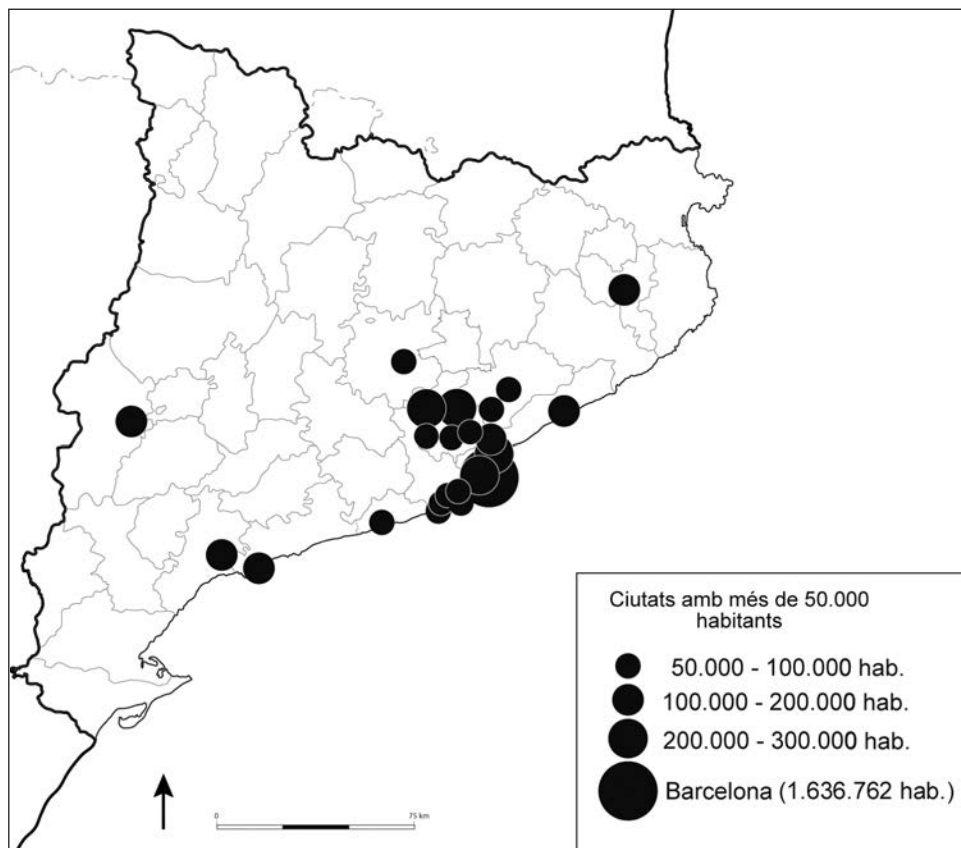 0 75 km
Ciutats amb més de 50.000
habitants
50.000 - 100.000 hab.
100.000 - 200.000 hab.
200.000 - 300.000 hab.
Barcelona (1.636.762 hab.)